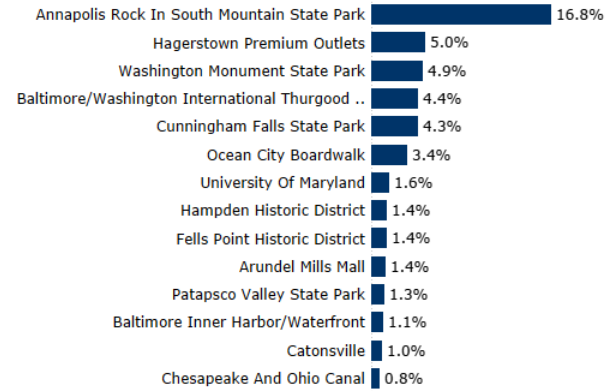 Annapolis Rock In South Mountain State Park 16.8%
Hagerstown Premium Outlets 5.0%
Washington Monument State Park 4.9%
Baltimore/Washington International Thurgood .. 4.4%
Cunningham Falls State Park 4.3%
Ocean City Boardwalk 3.4%
University Of Maryland 1.6%
Hampden Historic District 1.4%
Fells Point Historic District 1.4%
Arundel Mills Mall 1.4%
Patapsco Valley State Park 1.3%
Baltimore Inner Harbor/Waterfront 1.1%
Catonsville 1.0%
Chesapeake And Ohio Canal 0.8%